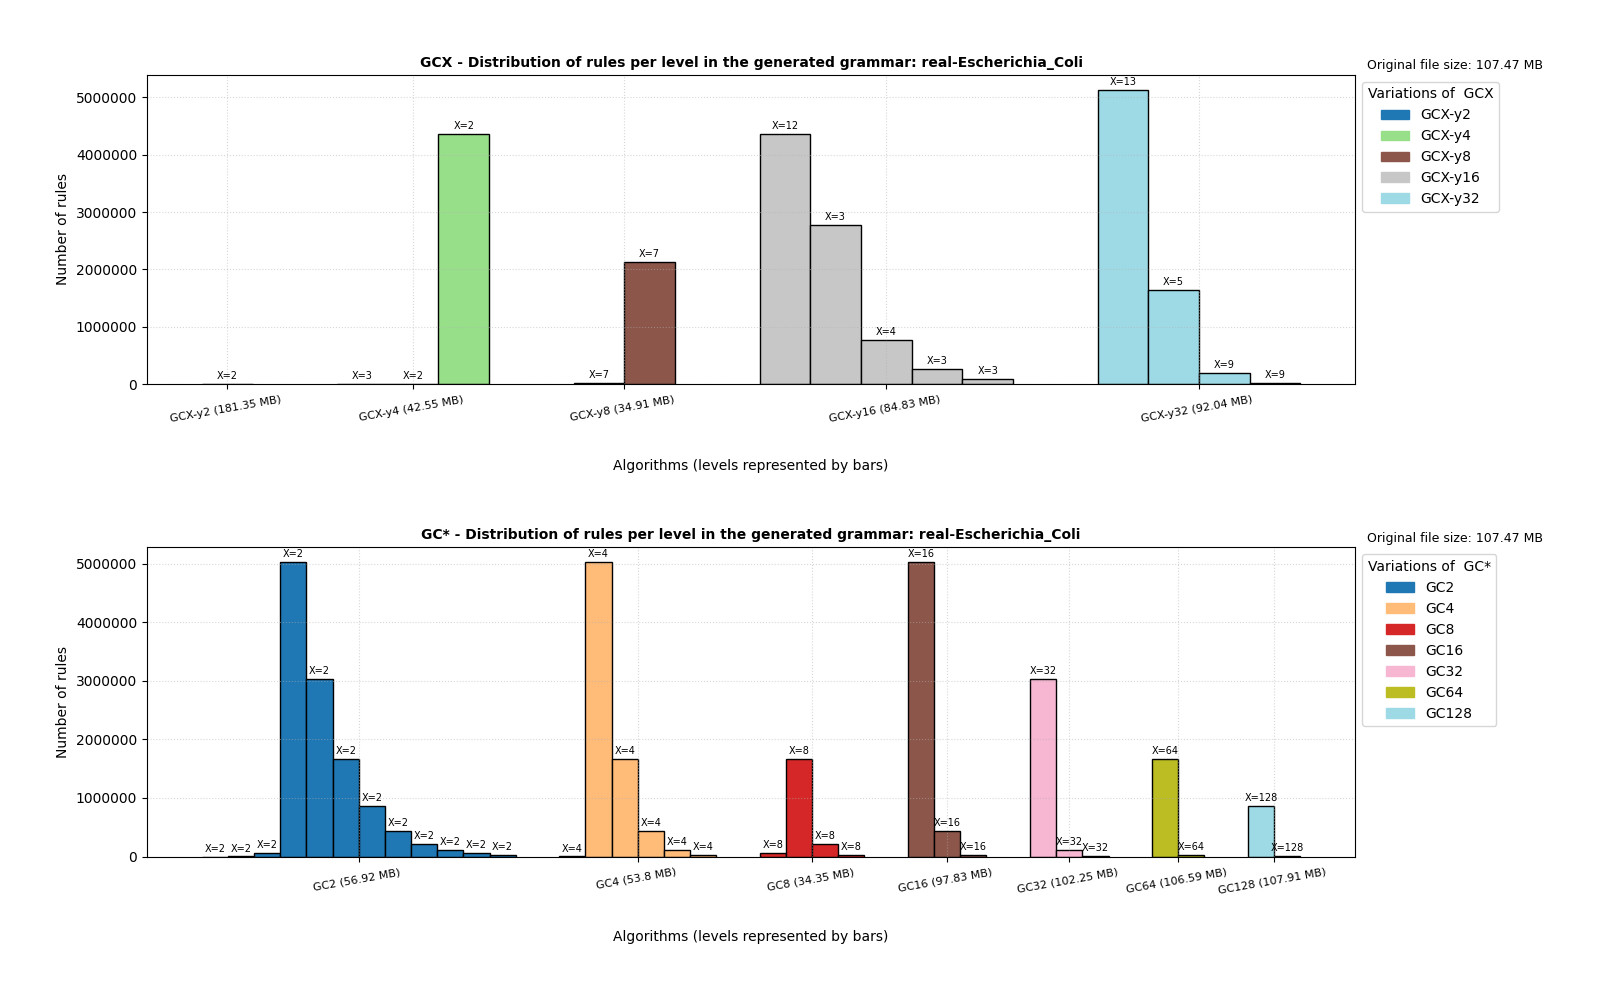 GCX - Distribution of rules per level in the generated grammar: real-Escherichia_Coli
Original file size: 107.47 MB
Variations of  GCX
GCX-y2
GCX-y4
GCX-y8
GCX-y16
GCX-y32
Number of rules
5000000
4000000
3000000
2000000
1000000
0
X=2
X=3
X=2
X=2
X=7
X=7
X=12
X=3
X=4
X=3
X=3
X=13
X=5
X=9
X=9
GCX-y2 (181.35 MB)
GCX-y4 (42.55 MB)
GCX-y8 (34.91 MB)
GCX-y16 (84.83 MB)
GCX-y32 (92.04 MB)
Algorithms (levels represented by bars)
GC* - Distribution of rules per level in the generated grammar: real-Escherichia_Coli
Original file size: 107.47 MB
Variations of  GC*
GC2
GC4
GC8
GC16
GC32
GC64
GC128
Number of rules
5000000
4000000
3000000
2000000
1000000
0
X=2
X=2
X=2
X=2
X=2
X=2
X=2
X=2
X=2
X=2
X=2
X=2
X=4
X=4
X=4
X=4
X=4
X=4
X=8
X=8
X=8
X=8
X=16
X=16
X=16
X=32
X=32
X=32
X=64
X=64
X=128
X=128
GC2 (56.92 MB)
GC4 (53.8 MB)
GC8 (34.35 MB)
GC16 (97.83 MB)
GC32 (102.25 MB)
GC64 (106.59 MB)
GC128 (107.91 MB)
Algorithms (levels represented by bars)